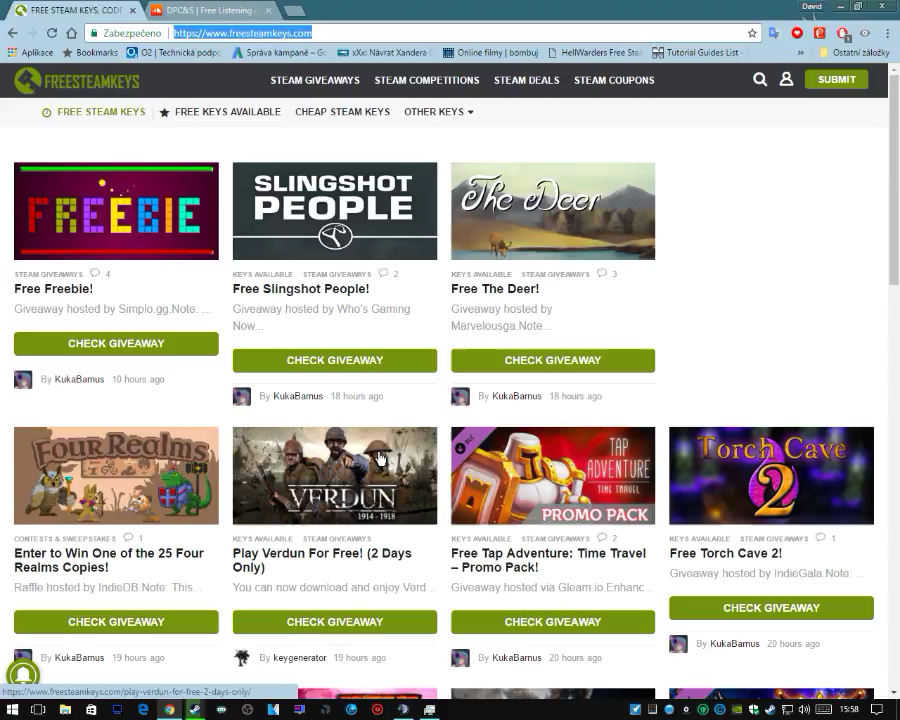 FREE STEAM KEYS, CODE
DPC&S | Free Listening o
David
Zabezpečeno https://www.freesteamkeys.com
Aplikace Bookmarks O2 | Technická podpo Správa kampaně – Go xXx: Návrat Xandera C Online filmy | bombuj HellWarders Free Stea Tutorial Guides List - » Ostatní záložky
FREESTEAMKEYS STEAM GIVEAWAYS STEAM COMPETITIONS STEAM DEALS STEAM COUPONS SUBMIT
FREE STEAM KEYS FREE KEYS AVAILABLE CHEAP STEAM KEYS OTHER KEYS
FREEBIE
SLINGSHOT
PEOPLE
The Deer
STEAM GIVEAWAYS 4
Free Freebie!
Giveaway hosted by Simplo.gg.Note: ...
CHECK GIVEAWAY
By KukaBarnus 10 hours ago
KEYS AVAILABLE STEAM GIVEAWAYS 2
Free Slingshot People!
Giveaway hosted by Who's Gaming
Now...
CHECK GIVEAWAY
By KukaBarnus 18 hours ago
KEYS AVAILABLE STEAM GIVEAWAYS 3
Free The Deer!
Giveaway hosted by
Marvelousga.Note...
CHECK GIVEAWAY
By KukaBarnus 18 hours ago
FOUR REALMS
VERDUN
1914 - 1918
DLC
TAP
ADVENTURE
TIME TRAVEL
PROMO PACK
Torch Cave
2
CONTESTS & SWEEPSTAKES 1
Enter to Win One of the 25 Four
Realms Copies!
Raffle hosted by IndieDB.Note: This...
CHECK GIVEAWAY
By KukaBarnus 19 hours ago
KEYS AVAILABLE STEAM GIVEAWAYS
Play Verdun For Free! (2 Days
Only)
You can now download and enjoy Verd...
CHECK GIVEAWAY
By keygenerator 19 hours ago
KEYS AVAILABLE STEAM GIVEAWAYS 2
Free Tap Adventure: Time Travel
– Promo Pack!
Giveaway hosted via Gleam.io.Enhanc...
CHECK GIVEAWAY
By KukaBarnus 20 hours ago
KEYS AVAILABLE STEAM GIVEAWAYS 1
Free Torch Cave 2!
Giveaway hosted by IndieGala.Note: ...
CHECK GIVEAWAY
By KukaBarnus 20 hours ago
https://www.freesteamkeys.com/play-verdun-for-free-2-days-only/
15:58